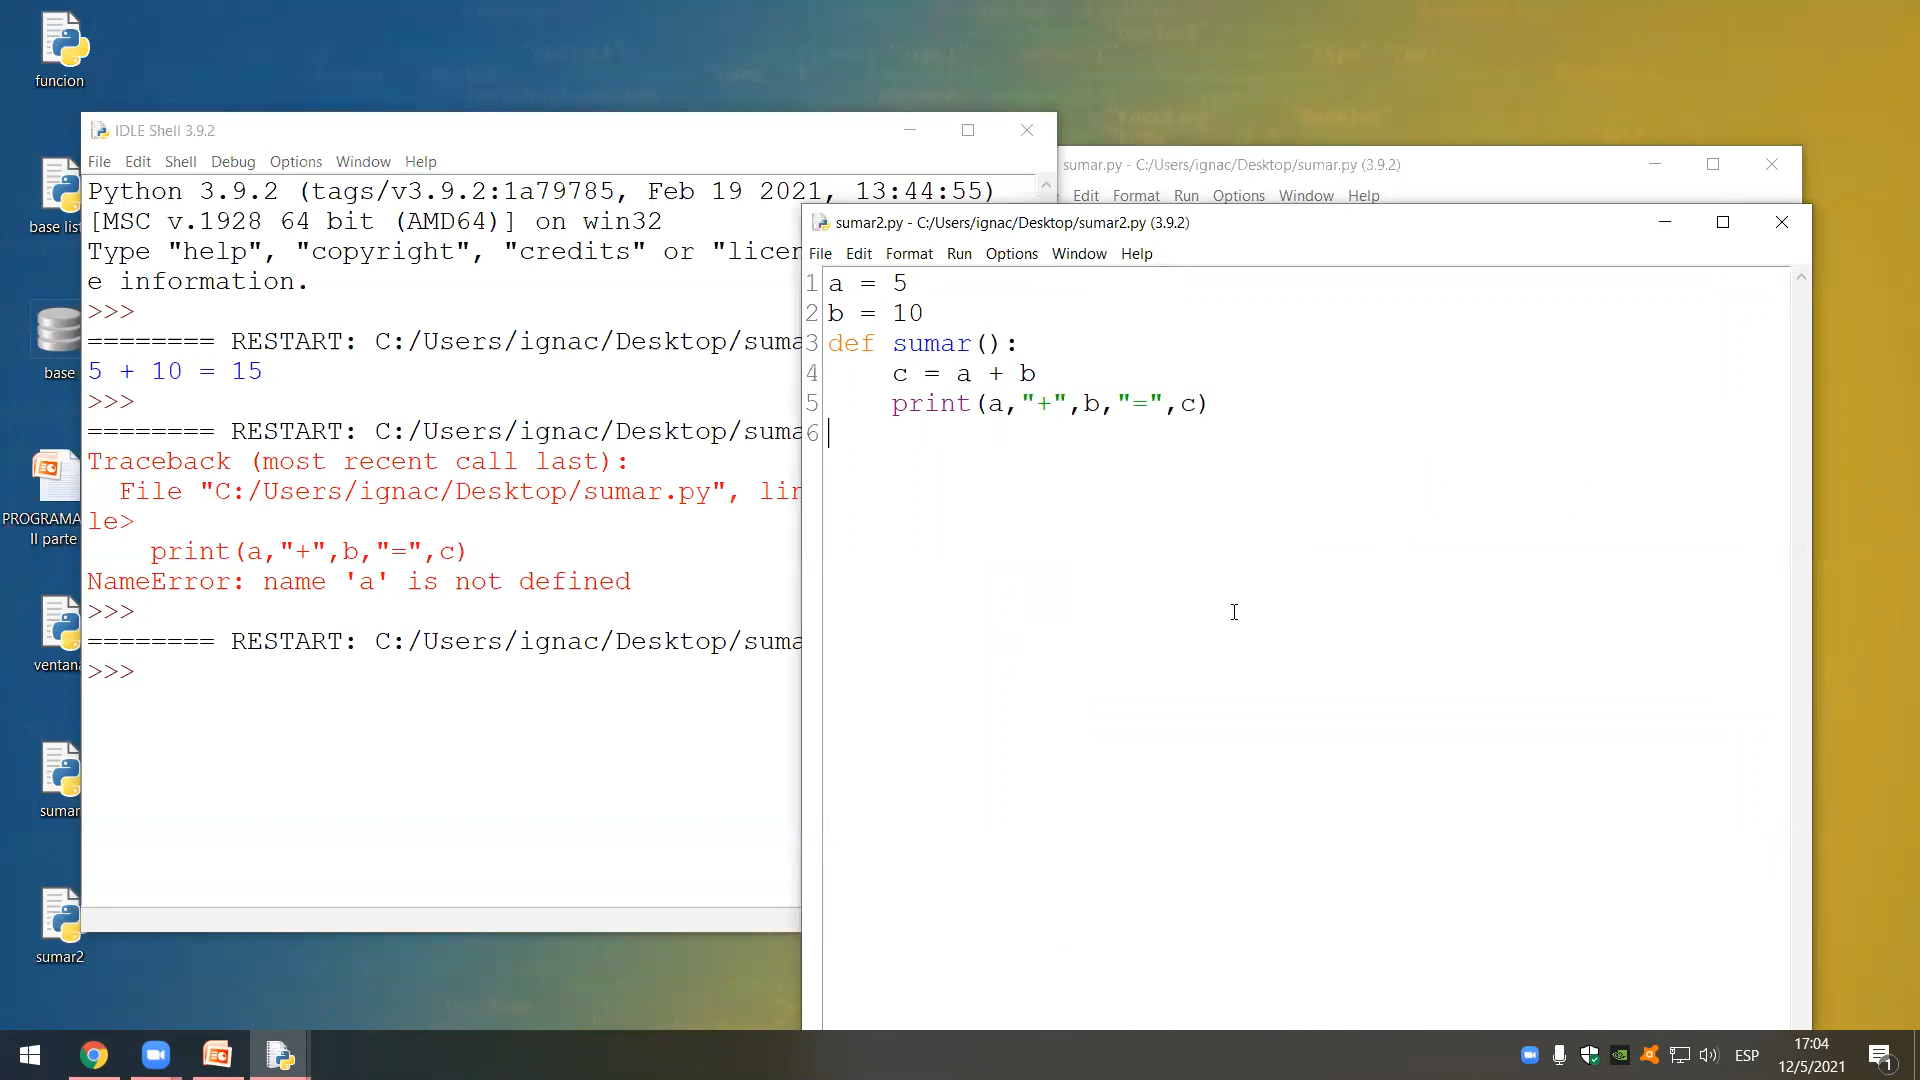 funcion
base list
base
PROGRAMA
II parte
ventana
sumar
sumar2
IDLE Shell 3.9.2
File Edit Shell Debug Options Window Help
Python 3.9.2 (tags/v3.9.2:1a79785, Feb 19 2021, 13:44:55)
[MSC v.1928 64 bit (AMD64)] on win32
Type "help", "copyright", "credits" or "licen
e information.
>>>
======== RESTART: C:/Users/ignac/Desktop/suma
5 + 10 = 15
>>>
======== RESTART: C:/Users/ignac/Desktop/suma
Traceback (most recent call last):
  File "C:/Users/ignac/Desktop/sumar.py", lin
le>
    print(a,"+",b,"=",c)
NameError: name 'a' is not defined
>>>
======== RESTART: C:/Users/ignac/Desktop/suma
>>>
sumar.py - C:/Users/ignac/Desktop/sumar.py (3.9.2)
Edit Format Run Options Window Help
sumar2.py - C:/Users/ignac/Desktop/sumar2.py (3.9.2)
File Edit Format Run Options Window Help
1 a = 5
2 b = 10
3 def sumar():
4     c = a + b
5     print(a,"+",b,"=",c)
6
ESP
17:04
12/5/2021
1